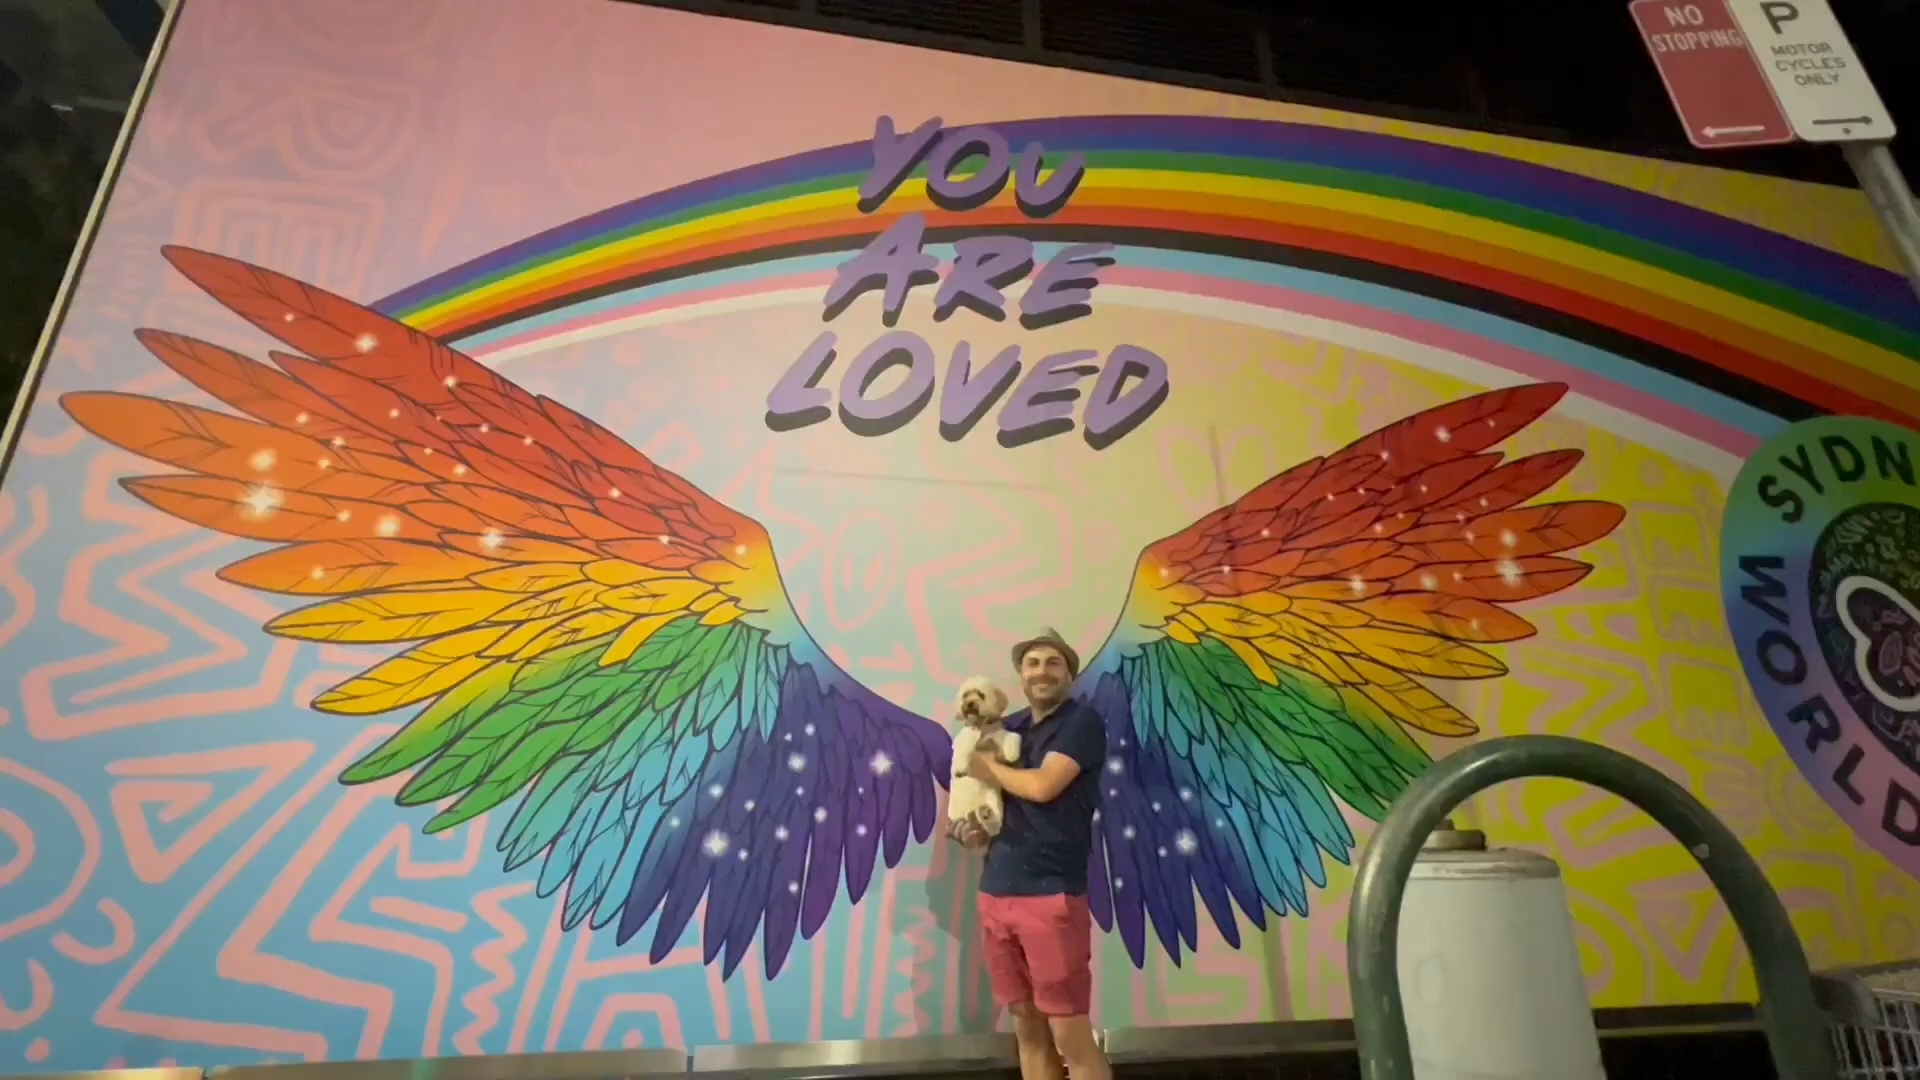 YOU
ARE
LOVED
NO
STOPPING
P
MOTOR
CYCLES
ONLY
SYDN
WORLD